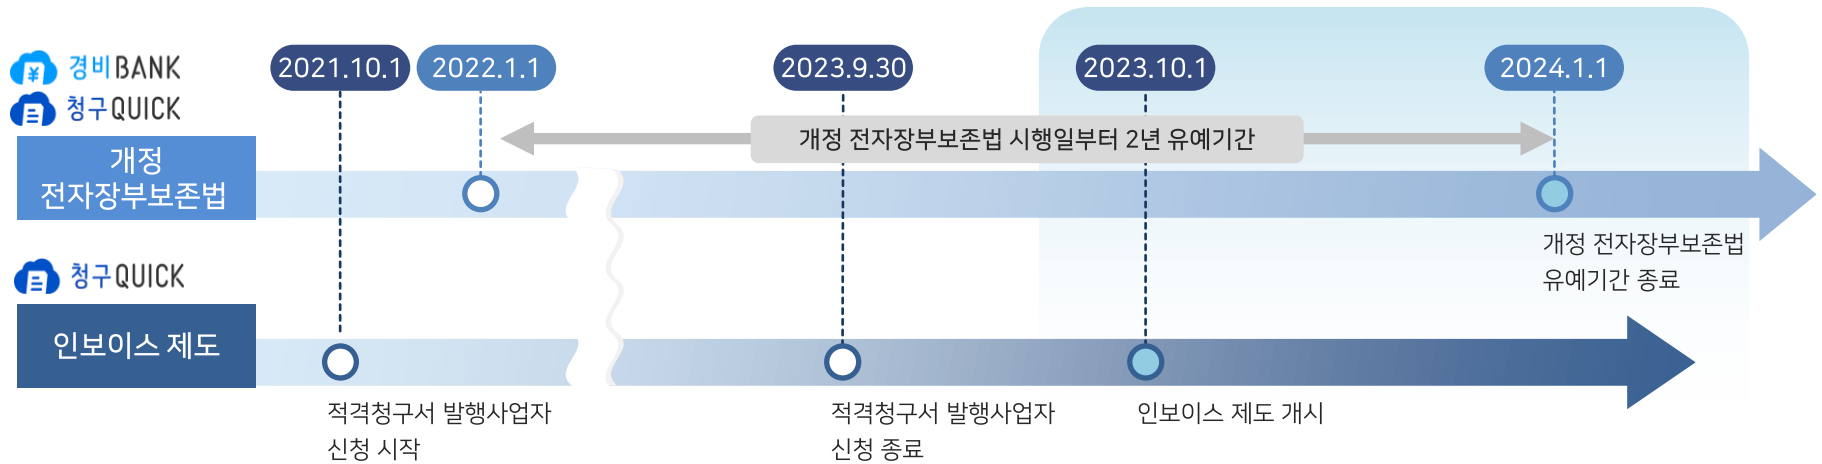 경비BANK
청구QUICK
2021.10.1
2022.1.1
2023.9.30
2023.10.1
2024.1.1
개정 전자장부보존법 시행일부터 2년 유예기간
개정
전자장부보존법
개정 전자장부보존법
유예기간 종료
청구QUICK
인보이스 제도
적격청구서 발행사업자
신청 시작
적격청구서 발행사업자
신청 종료
인보이스 제도 개시